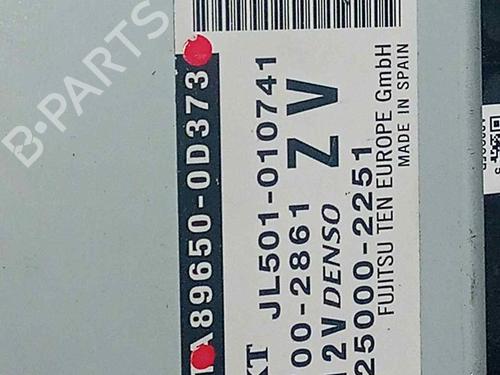 89650-0D373
JL501-010741
00-2861 ZV
12V DENSO
25000-2251
FUJITSU TEN EUROPE GmbH
MADE IN SPAIN
B-PARTS